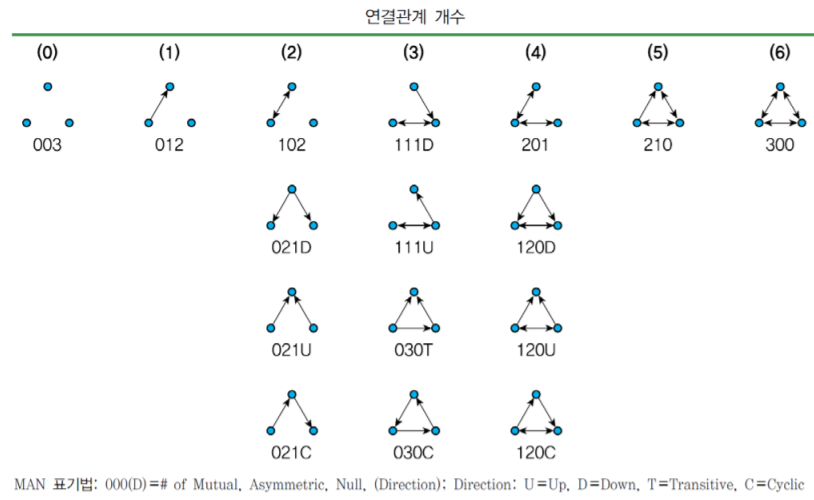 연결관계 개수
(0) (1) (2) (3) (4) (5) (6)
003 012 102 111D 201 210 300
021D 111U 120D
021U 030T 120U
021C 030C 120C
MAN 표기법: 000(D)=# of Mutual, Asymmetric, Null, (Direction); Direction: U=Up, D=Down, T=Transitive, C=Cyclic